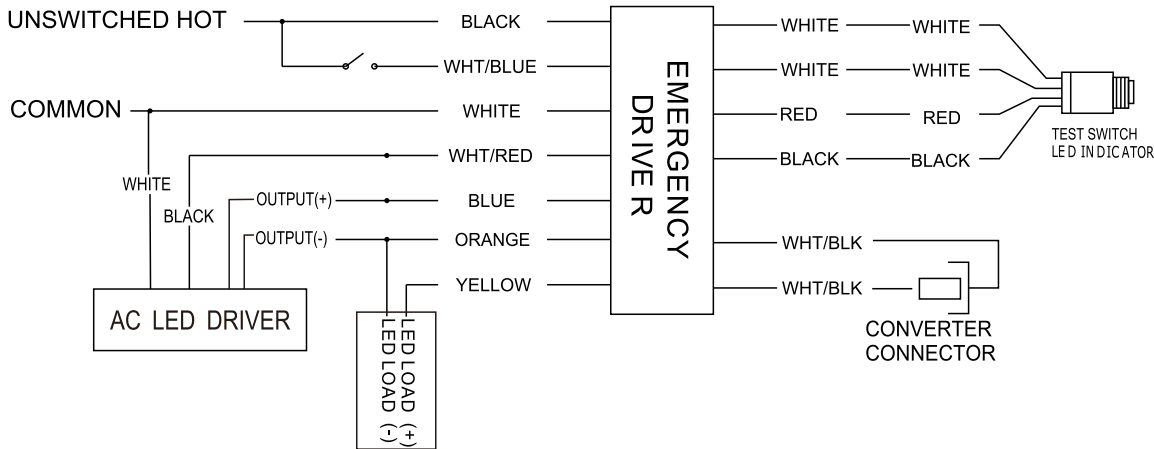 UNSWITCHED HOT
BLACK
WHT/BLUE
COMMON
WHITE
WHT/RED
WHITE
BLACK
OUTPUT(+)
BLUE
OUTPUT(-)
ORANGE
YELLOW
AC LED DRIVER
LED LOAD (-)
LED LOAD (+)
EMERGENCY
DRIVER
WHITE
WHITE
WHITE
WHITE
RED
RED
BLACK
BLACK
TEST SWITCH
LED INDICATOR
WHT/BLK
WHT/BLK
CONVERTER
CONNECTOR